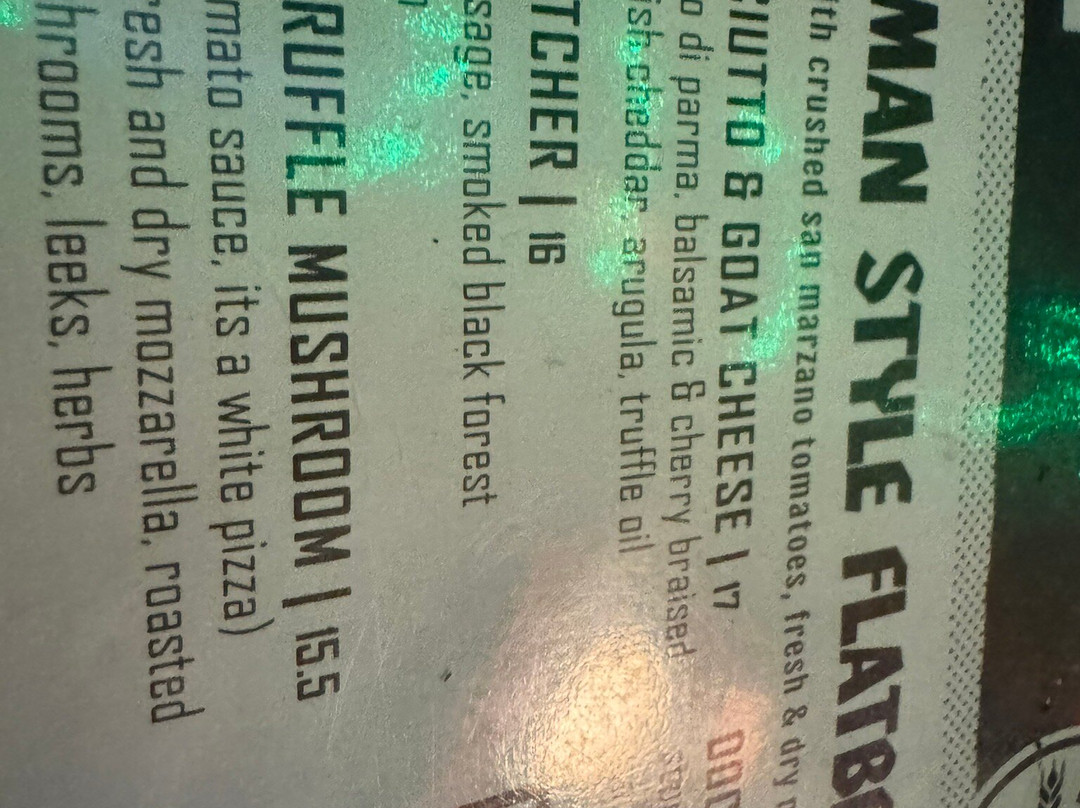 MAN STYLE FLATB
ith crushed san marzano tomatoes, fresh & dry
CIUTTO & GOAT CHEESE | 17
o di parma, balsamic & cherry braised
ish cheddar, arugula, truffle oil
TCHER | 16
sage, smoked black forest
RUFFLE MUSHROOM | 15.5
mato sauce, its a white pizza)
resh and dry mozzarella, roasted
hrooms, leeks, herbs